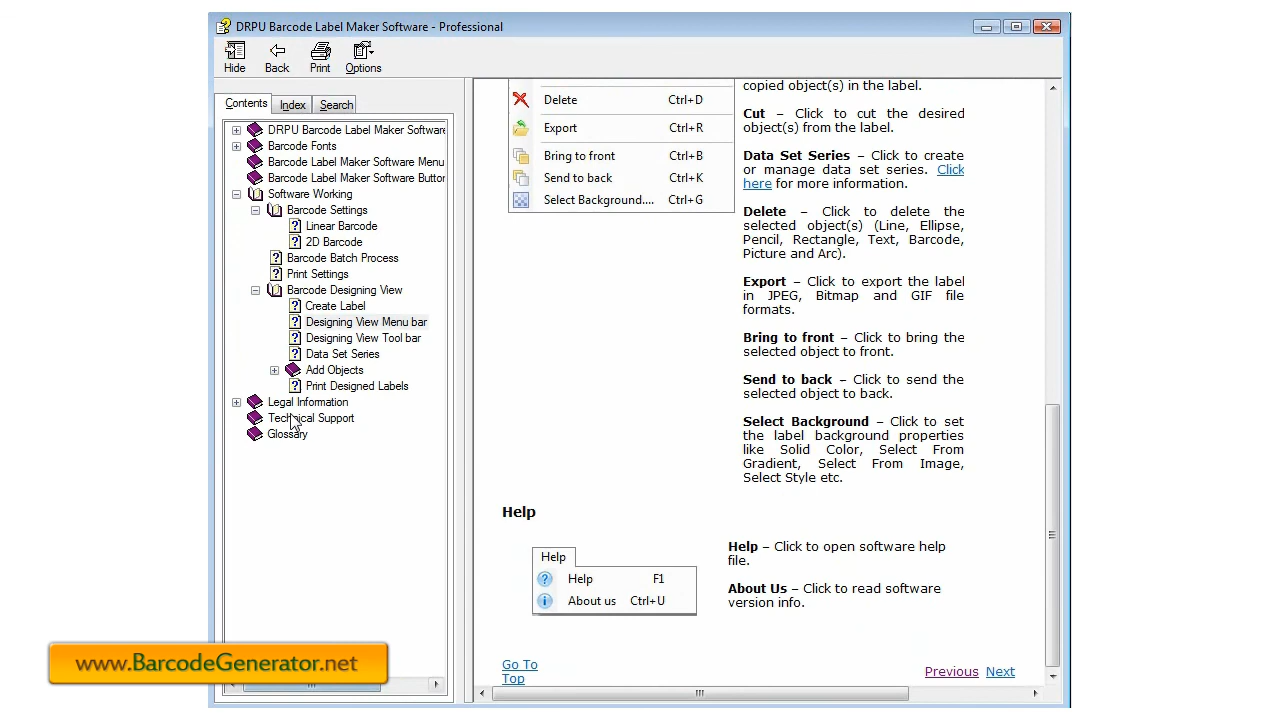 DRPU Barcode Label Maker Software - Professional
Hide Back Print Options
Contents Index Search
DRPU Barcode Label Maker Software
Barcode Fonts
Barcode Label Maker Software Menu
Barcode Label Maker Software Button
Software Working
Barcode Settings
Linear Barcode
2D Barcode
Barcode Batch Process
Print Settings
Barcode Designing View
Create Label
Designing View Menu bar
Designing View Tool bar
Data Set Series
Add Objects
Print Designed Labels
Legal Information
Technical Support
Glossary
Delete Ctrl+D
Export Ctrl+R
Bring to front Ctrl+B
Send to back Ctrl+K
Select Background.... Ctrl+G
copied object(s) in the label.
Cut – Click to cut the desired
object(s) from the label.
Data Set Series – Click to create
or manage data set series. Click
here for more information.
Delete – Click to delete the
selected object(s) (Line, Ellipse,
Pencil, Rectangle, Text, Barcode,
Picture and Arc).
Export – Click to export the label
in JPEG, Bitmap and GIF file
formats.
Bring to front – Click to bring the
selected object to front.
Send to back – Click to send the
selected object to back.
Select Background – Click to set
the label background properties
like Solid Color, Select From
Gradient, Select From Image,
Select Style etc.
Help
Help
Help F1
About us Ctrl+U
Help – Click to open software help
file.
About Us – Click to read software
version info.
Go To
Top
Previous Next
www.BarcodeGenerator.net